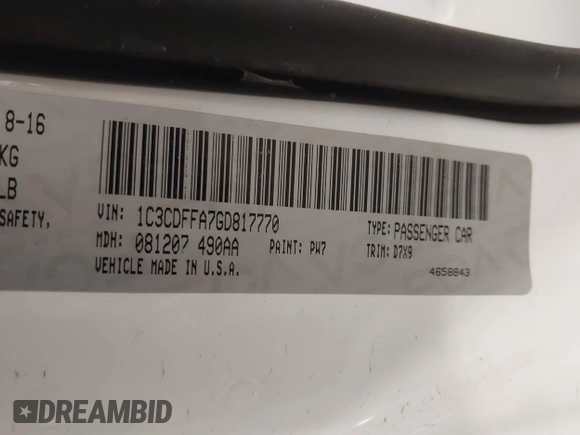 8-16
KG
LB
SAFETY,
VIN: 1C3CDFFA7GD817770 TYPE: PASSENGER CAR
MDH: 081207 490AA PAINT: PW7 TRIM: D7X9
VEHICLE MADE IN U.S.A. 4658843
DREAMBID